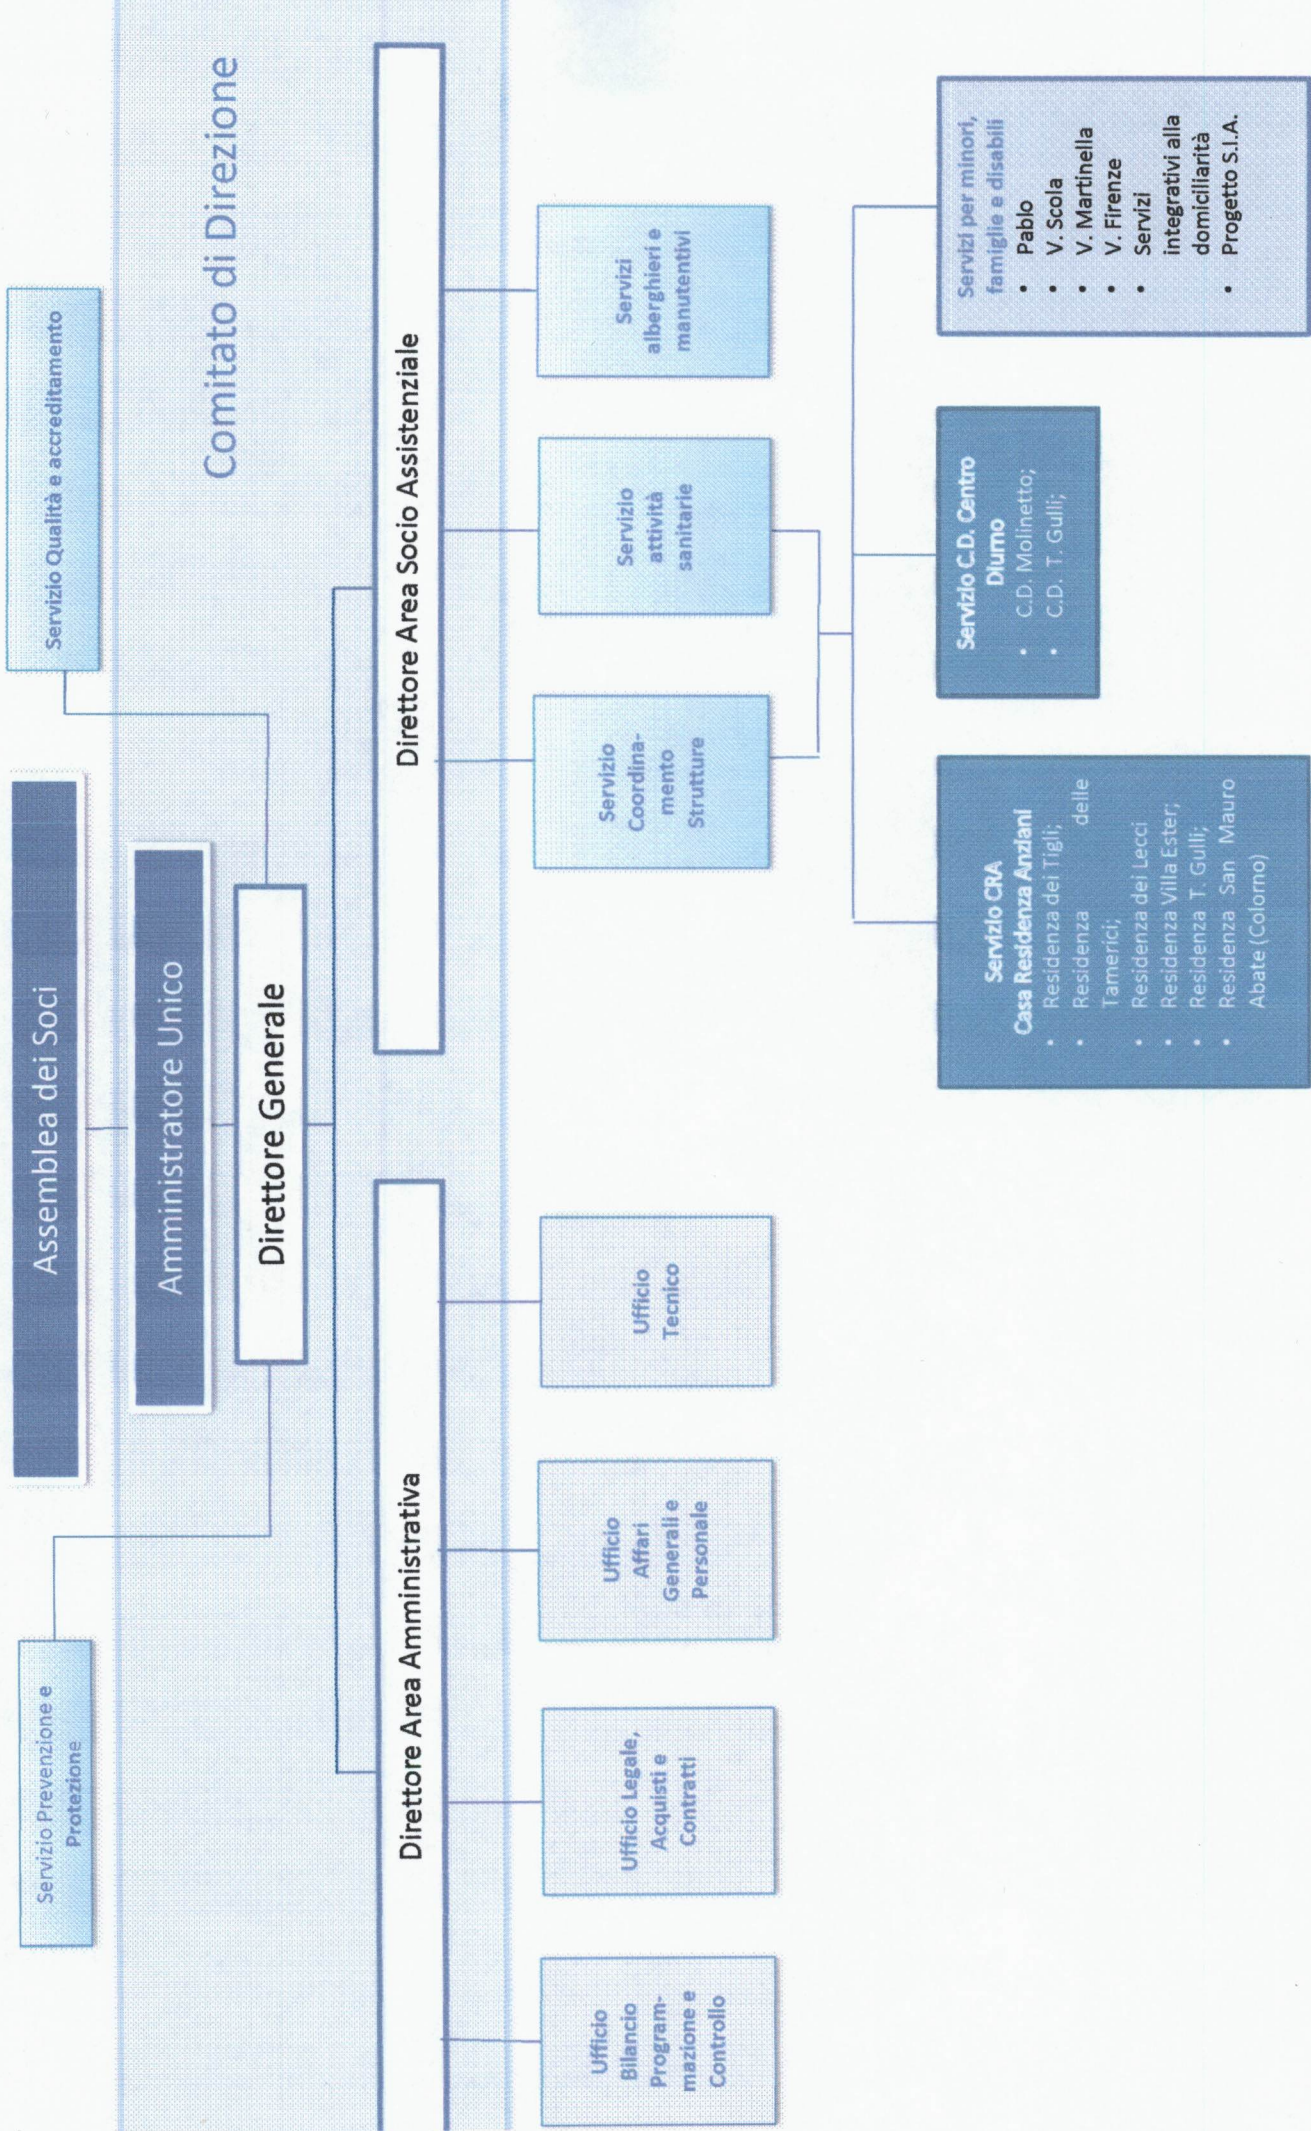 Assemblea dei Soci
Servizio Prevenzione e
Protezione
Servizio Qualità e accreditamento
Amministratore Unico
Comitato di Direzione
Direttore Generale
Direttore Area Amministrativa
Direttore Area Socio Assistenziale
Ufficio
Bilancio
Program-
mazione e
Controllo
Ufficio Legale,
Acquisti e
Contratti
Ufficio
Affari
Generali e
Personale
Ufficio
Tecnico
Servizio
Coordina-
mento
Strutture
Servizio
attività
sanitarie
Servizi
alberghieri e
manutentivi
Servizio CRA
Casa Residenza Anziani
• Residenza dei Tigli;
• Residenza delle
Tamerici;
• Residenza dei Lecci
• Residenza Villa Ester;
• Residenza T. Gulli;
• Residenza San Mauro
Abate (Colorno)
Servizio C.D. Centro
Diurno
• C.D. Molinetto;
• C.D. T. Gulli;
Servizi per minori,
famiglie e disabili
• Pablo
• V. Scola
• V. Martinella
• V. Firenze
• Servizi
integrativi alla
domiciliarità
• Progetto S.I.A.